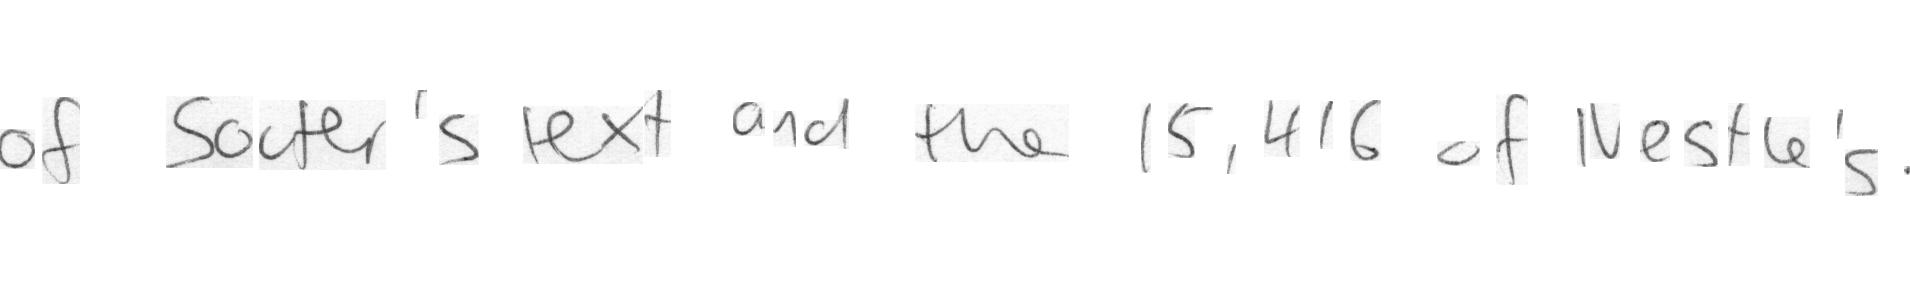 of Souter's text and the 15,416 of Nestle's.